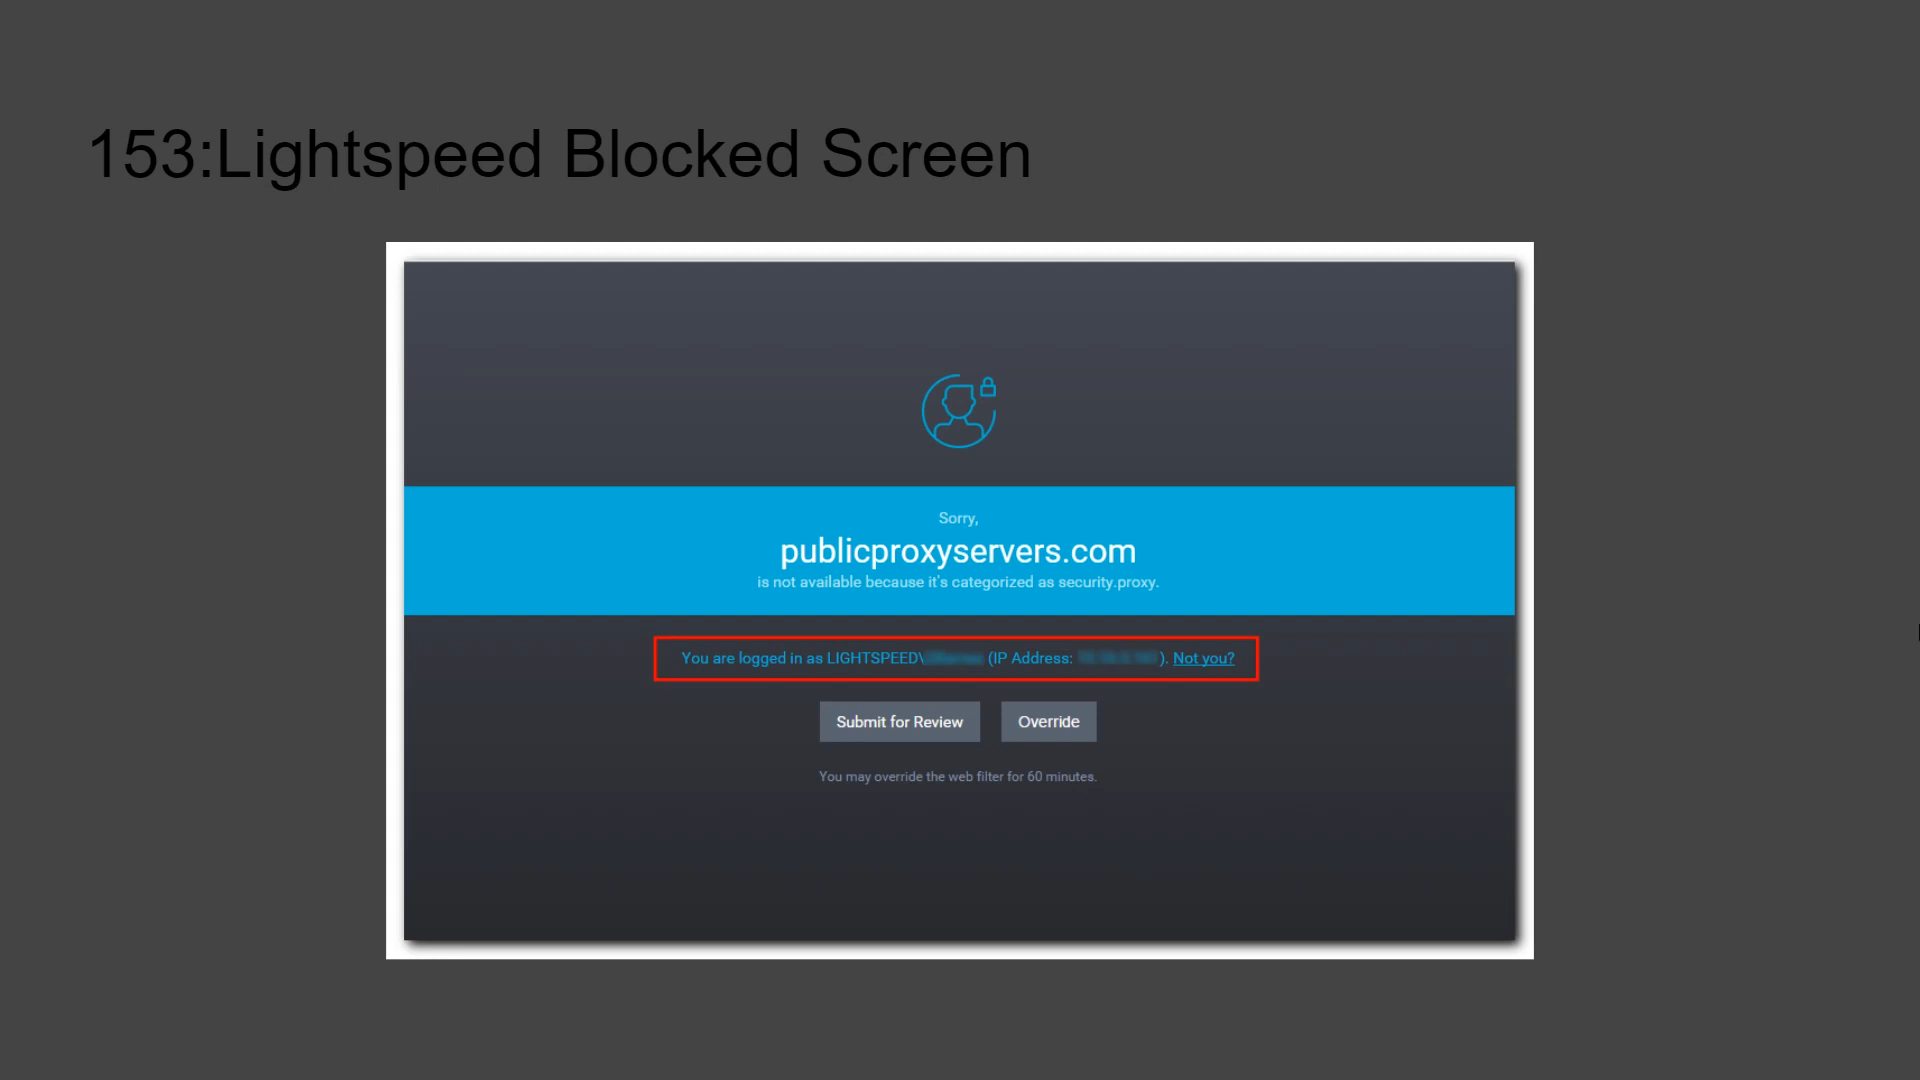 153:Lightspeed Blocked Screen
Sorry,
publicproxyservers.com
is not available because it's categorized as security.proxy.
You are logged in as LIGHTSPEED\ (IP Address: ). Not you?
Submit for Review
Override
You may override the web filter for 60 minutes.